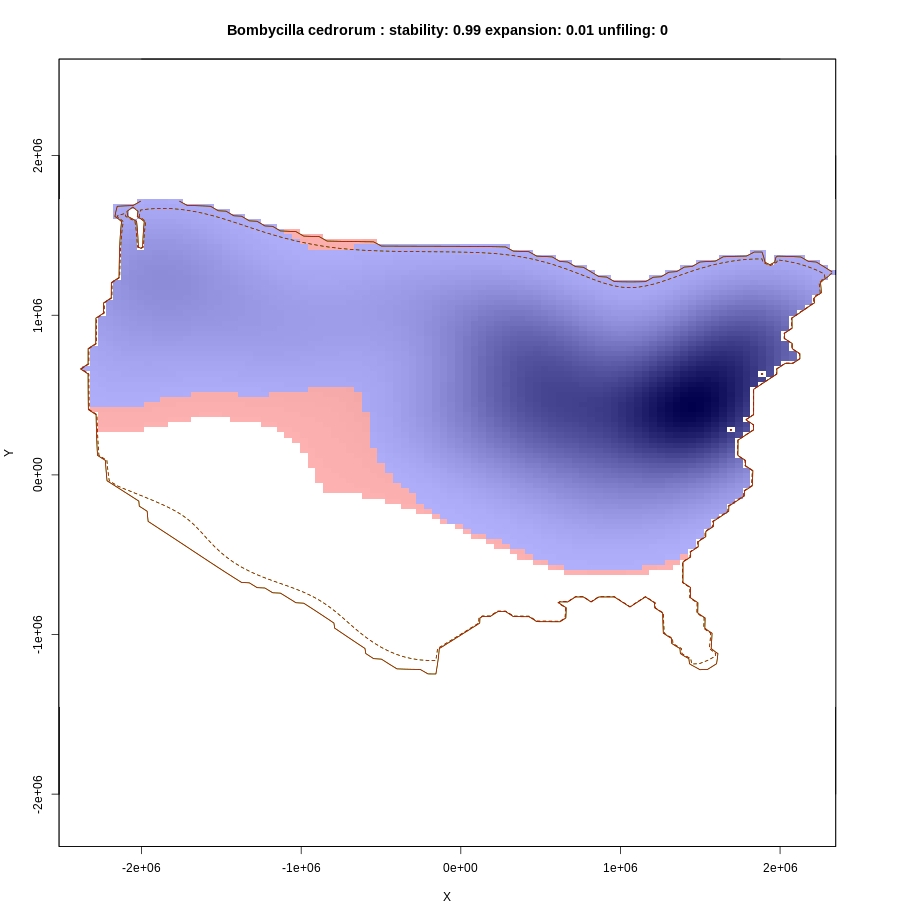 Bombycilla cedrorum : stability: 0.99 expansion: 0.01 unfiling: 0
2e+06
1e+06
0e+00
-1e+06
-2e+06
Y
-2e+06 -1e+06 0e+00 1e+06 2e+06
X